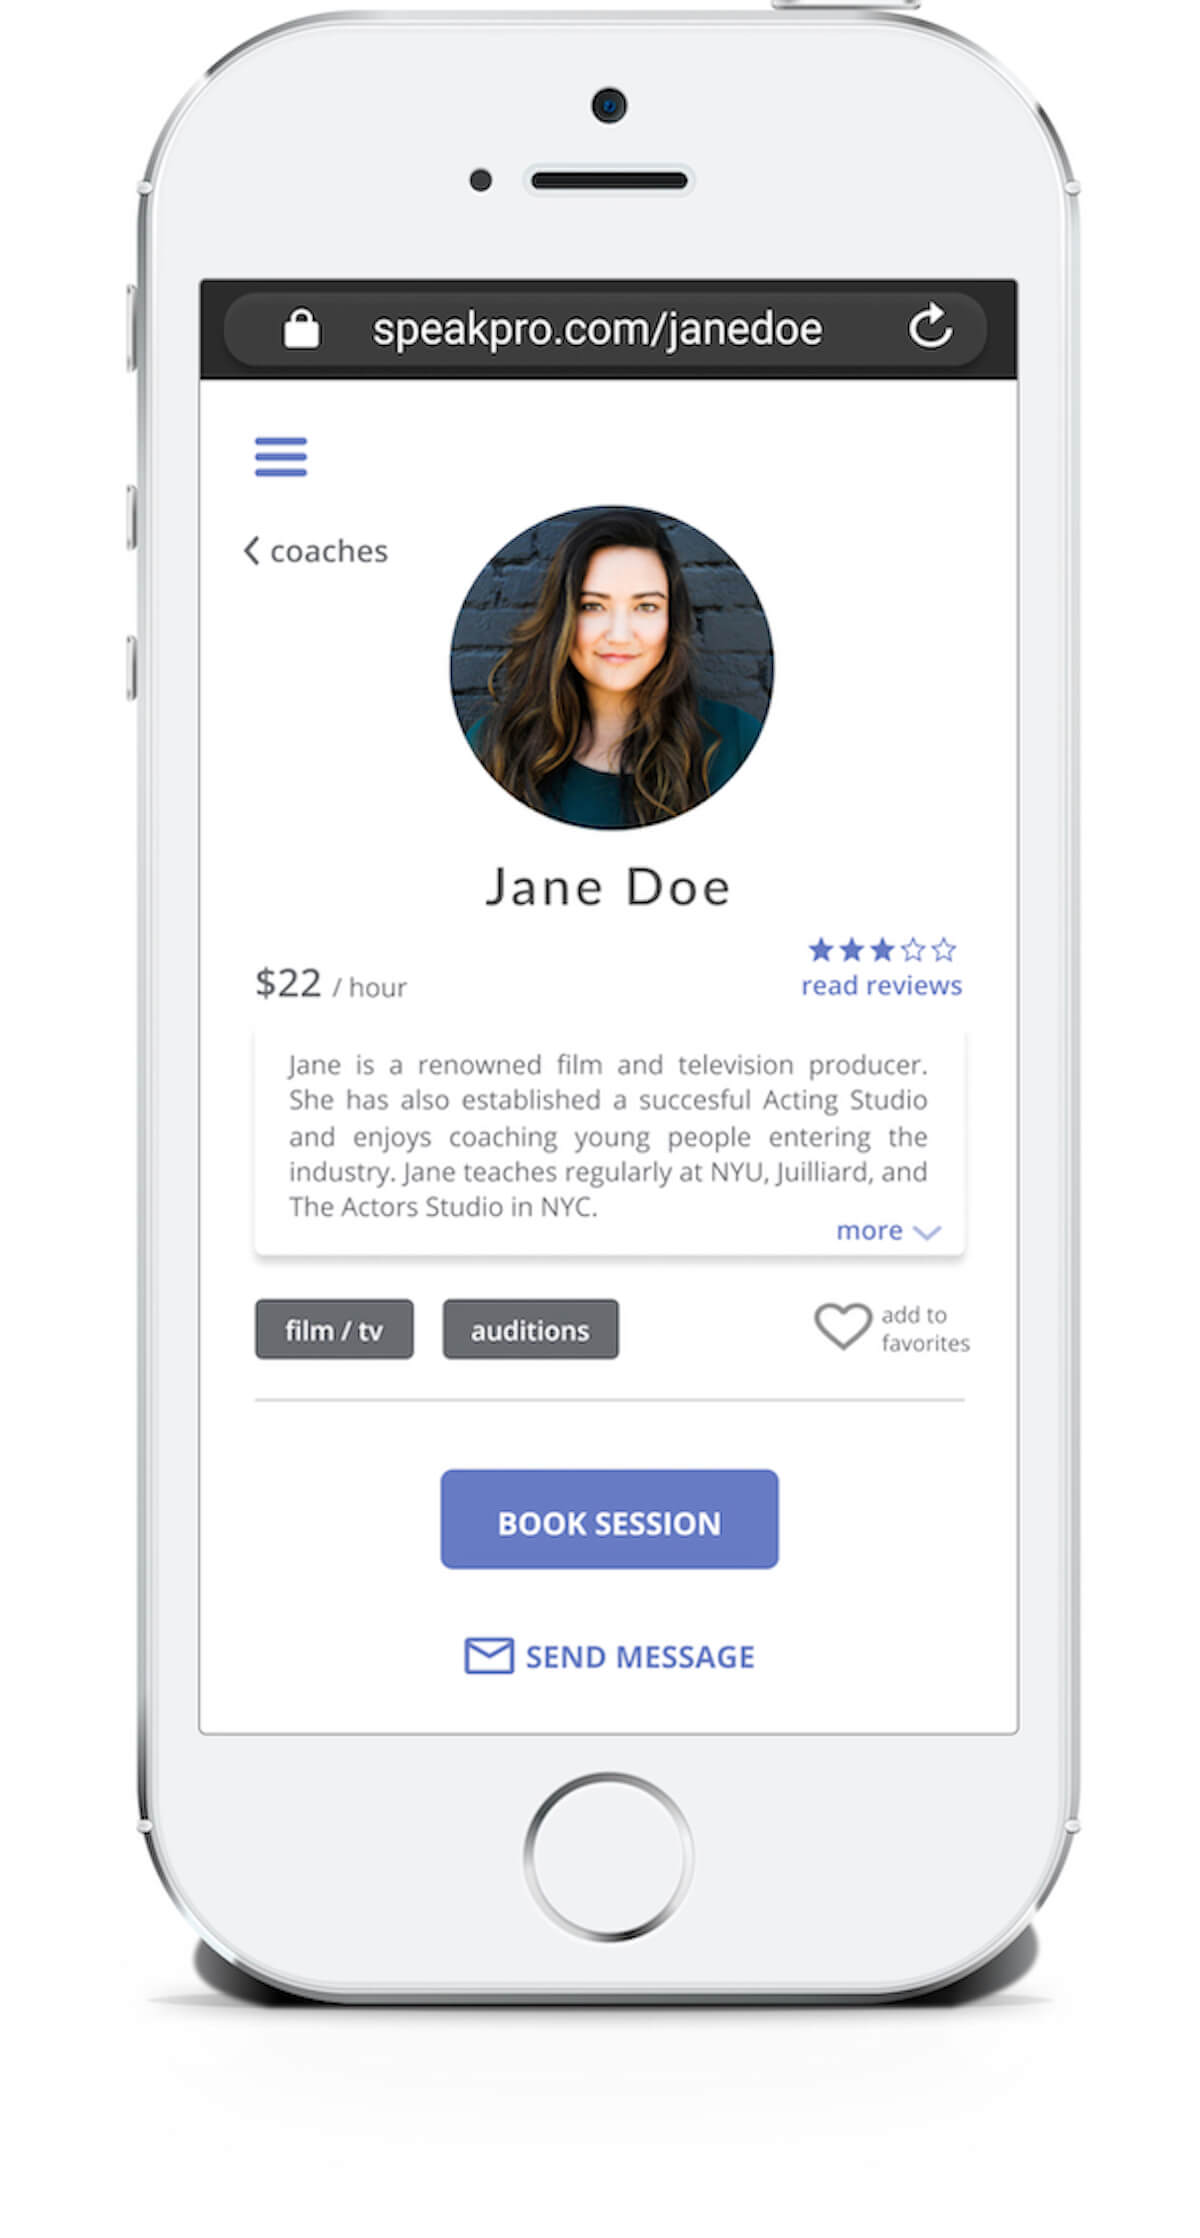 speakpro.com/janedoe
coaches
Jane Doe
$22 / hour
read reviews
Jane is a renowned film and television producer.
She has also established a succesful Acting Studio
and enjoys coaching young people entering the
industry. Jane teaches regularly at NYU, Juilliard, and
The Actors Studio in NYC.
more
film / tv
auditions
add to
favorites
BOOK SESSION
SEND MESSAGE